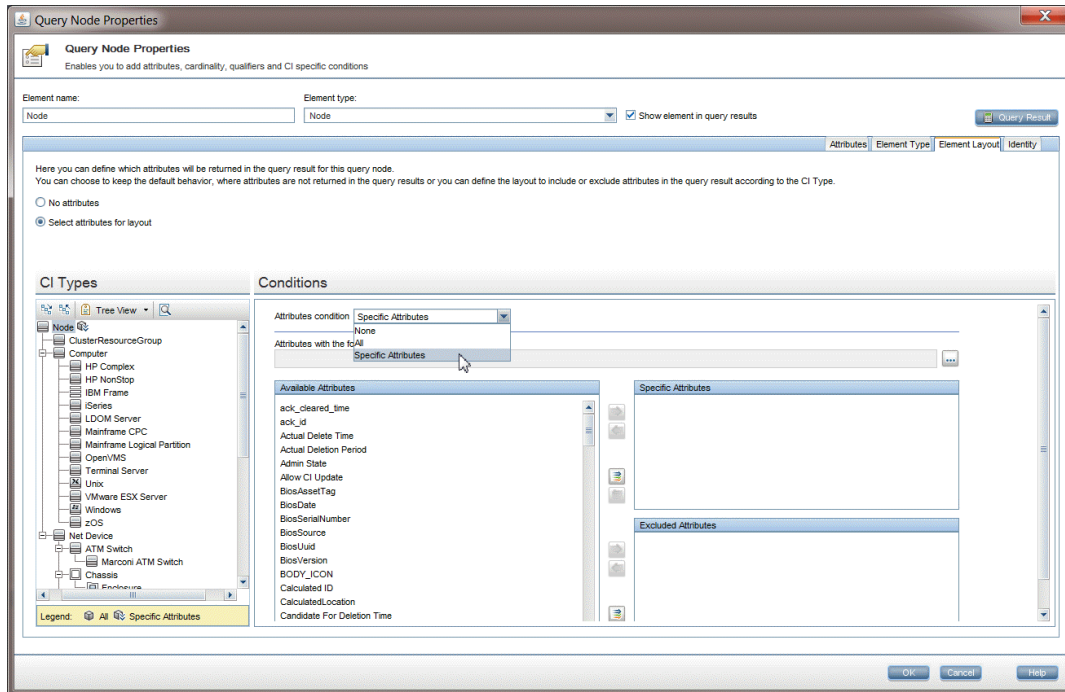 Query Node Properties
X
Query Node Properties
Enables you to add attributes, cardinality, qualifiers and CI specific conditions
Element name:
Element type:
Node
Node
Show element in query results
Query Result
Attributes
Element Type
Element Layout
Identity
Here you can define which attributes will be returned in the query result for this query node.
You can choose to keep the default behavior, where attributes are not returned in the query results or you can define the layout to include or exclude attributes in the query result according to the CI Type.
No attributes
Select attributes for layout
CI Types
Tree View
Node
ClusterResourceGroup
Computer
HP Complex
HP NonStop
IBM Frame
iSeries
LDOM Server
Mainframe CPC
Mainframe Logical Partition
OpenVMS
Terminal Server
Unix
VMware ESX Server
Windows
zOS
Net Device
ATM Switch
Marconi ATM Switch
Chassis
Enclosure
Legend: All Specific Attributes
Conditions
Attributes condition
Specific Attributes
None
All
Specific Attributes
Attributes with the fo
...
Available Attributes
ack_cleared_time
ack_id
Actual Delete Time
Actual Deletion Period
Admin State
Allow CI Update
BiosAssetTag
BiosDate
BiosSerialNumber
BiosSource
BiosUuid
BiosVersion
BODY_ICON
Calculated ID
CalculatedLocation
Candidate For Deletion Time
Specific Attributes
Excluded Attributes
OK
Cancel
Help